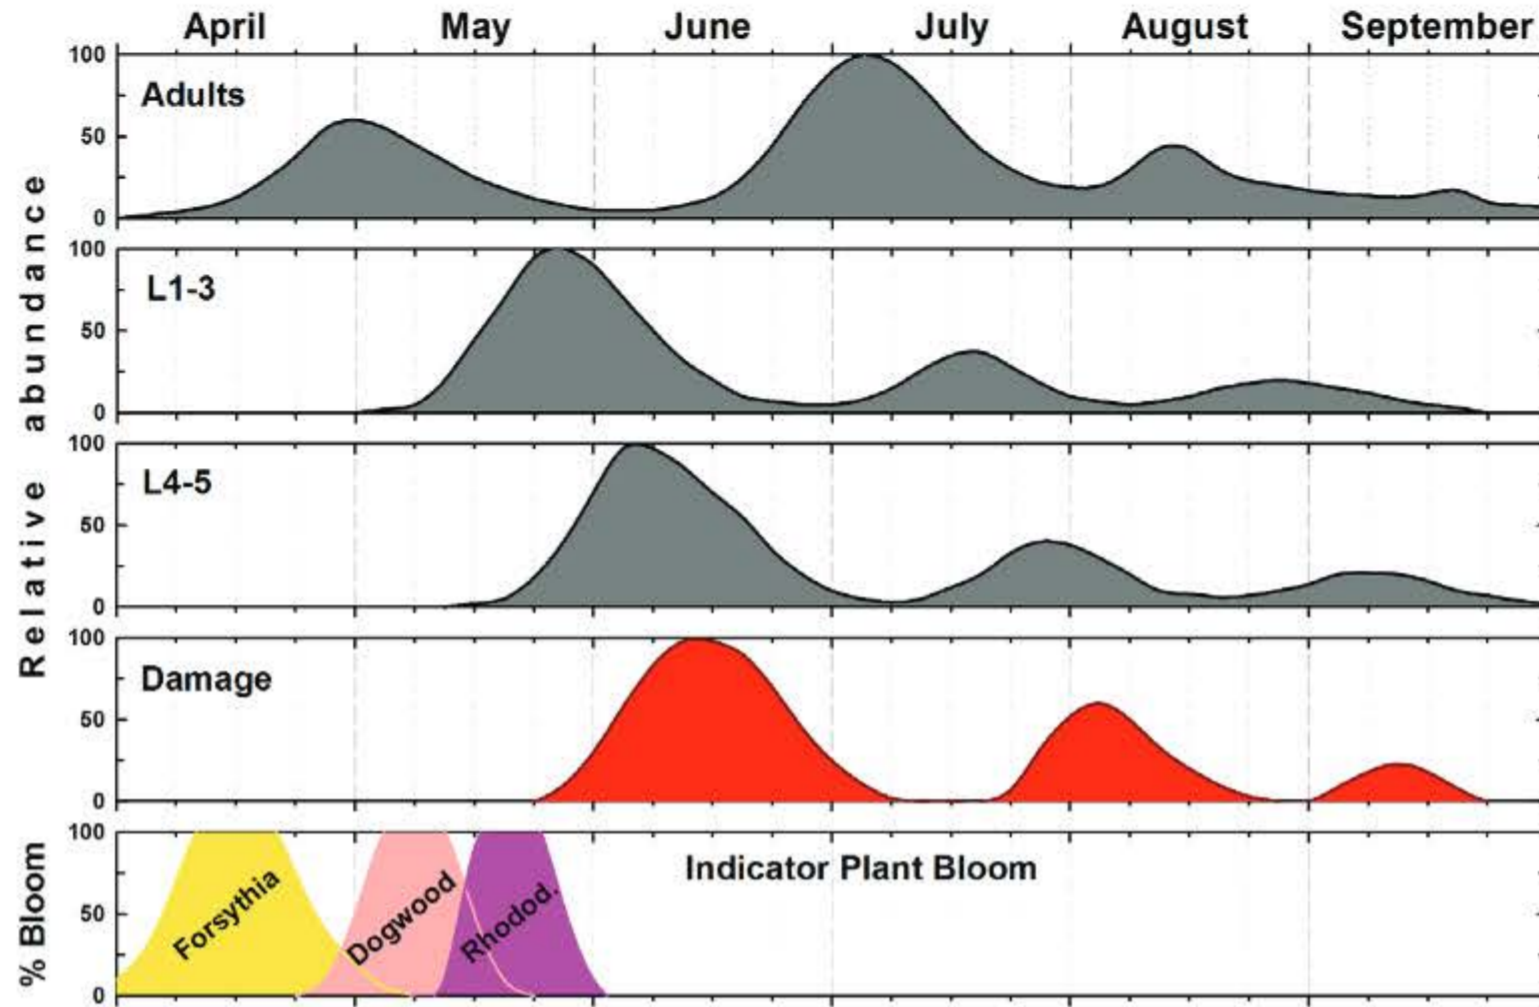 April May June July August September
Relative abundance
100
Adults
50
0
100
L1-3
50
0
100
L4-5
50
0
100
Damage
50
0
% Bloom
100
Indicator Plant Bloom
50
Forsythia Dogwood Rhodod.
0